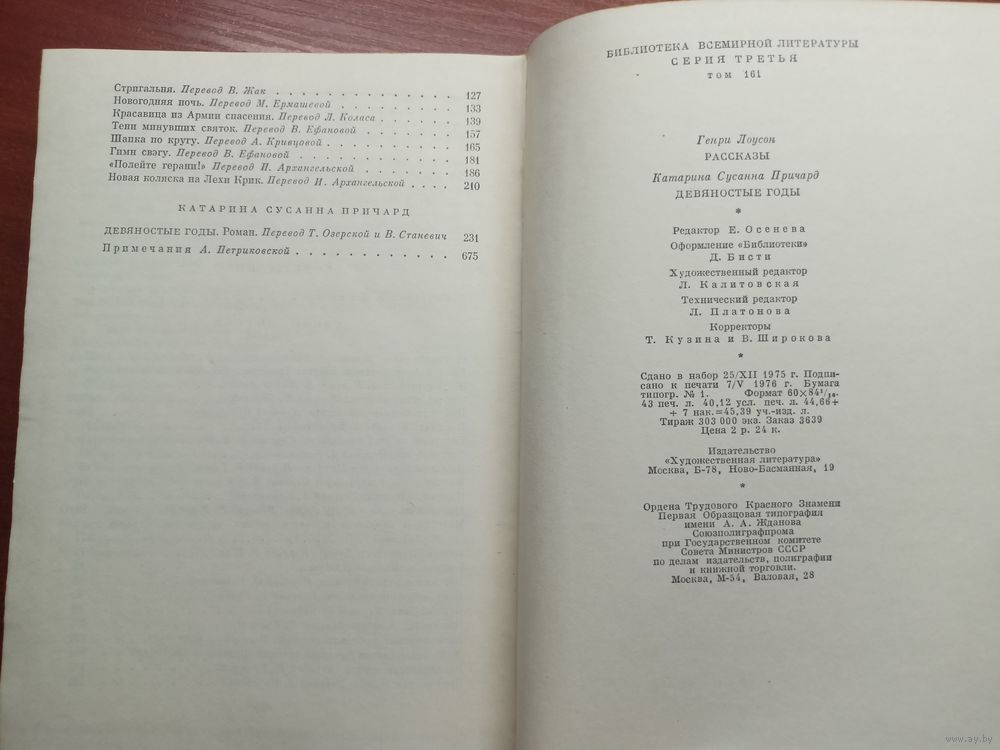 Стригальня. Перевод В. Жак . . . . . . . . . . . . . . 127
Новогодняя ночь. Перевод М. Ермашевой . . . . . . . . . 133
Красавица из Армии спасения. Перевод Л. Коласа . . . . . 139
Тени минувших святок. Перевод В. Ефановой . . . . . . . 157
Шапка по кругу. Перевод А. Кривцовой . . . . . . . . . 165
Гимн свэгу. Перевод В. Ефановой . . . . . . . . . . . 181
«Полейте герани!» Перевод И. Архангельской . . . . . . . 186
Новая коляска на Лехи Крик. Перевод И. Архангельской . . . . 210
КАТАРИНА СУСАННА ПРИЧАРД
ДЕВЯНОСТЫЕ ГОДЫ. Роман. Перевод Т. Озерской и В. Станевич 231
Примечания А. Петриковской . . . . . . . . . . . . 675
БИБЛИОТЕКА ВСЕМИРНОЙ ЛИТЕРАТУРЫ
СЕРИЯ ТРЕТЬЯ
ТОМ 161
Генри Лоусон
РАССКАЗЫ
Катарина Сусанна Причард
ДЕВЯНОСТЫЕ ГОДЫ
*
Редактор Е. Осенева
Оформление «Библиотеки»
Д. Бисти
Художественный редактор
Л. Калитовская
Технический редактор
Л. Платонова
Корректоры
Т. Кузина и В. Широкова
*
Сдано в набор 25/XII 1975 г. Подпи-
сано к печати 7/V 1976 г. Бумага
типогр. № 1. Формат 60×84¹/₁₆.
43 печ. л. 40,12 усл. печ. л. 44,66+
+ 7 нак.=45,39 уч.-изд. л.
Тираж 303 000 экз. Заказ 3639
Цена 2 р. 24 к.
Издательство
«Художественная литература»
Москва, Б-78, Ново-Басманная, 19
*
Ордена Трудового Красного Знамени
Первая Образцовая типография
имени А. А. Жданова
Союзполиграфпрома
при Государственном комитете
Совета Министров СССР
по делам издательств, полиграфии
и книжной торговли.
Москва, М-54, Валовая, 28
www.ay.by